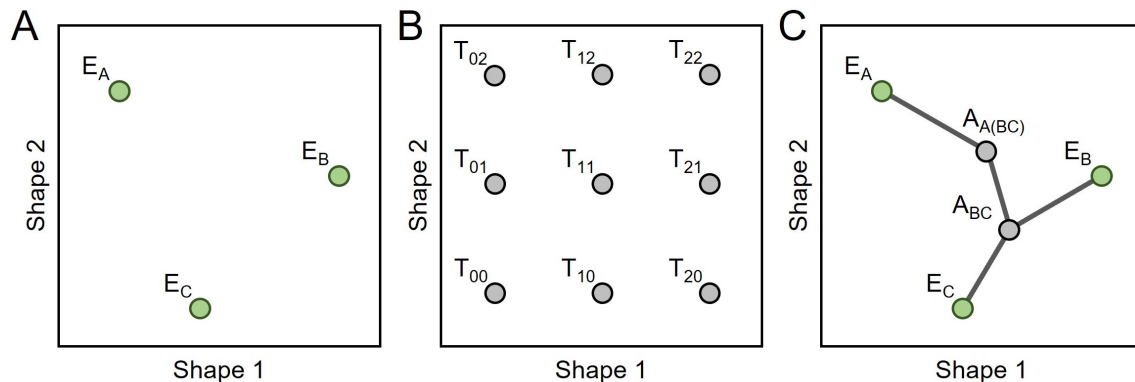 A
E_A
E_B
E_C
Shape 2
Shape 1
B
T_02 T_12 T_22
T_01 T_11 T_21
T_00 T_10 T_20
Shape 2
Shape 1
C
E_A
A_A(BC)
E_B
A_BC
E_C
Shape 2
Shape 1